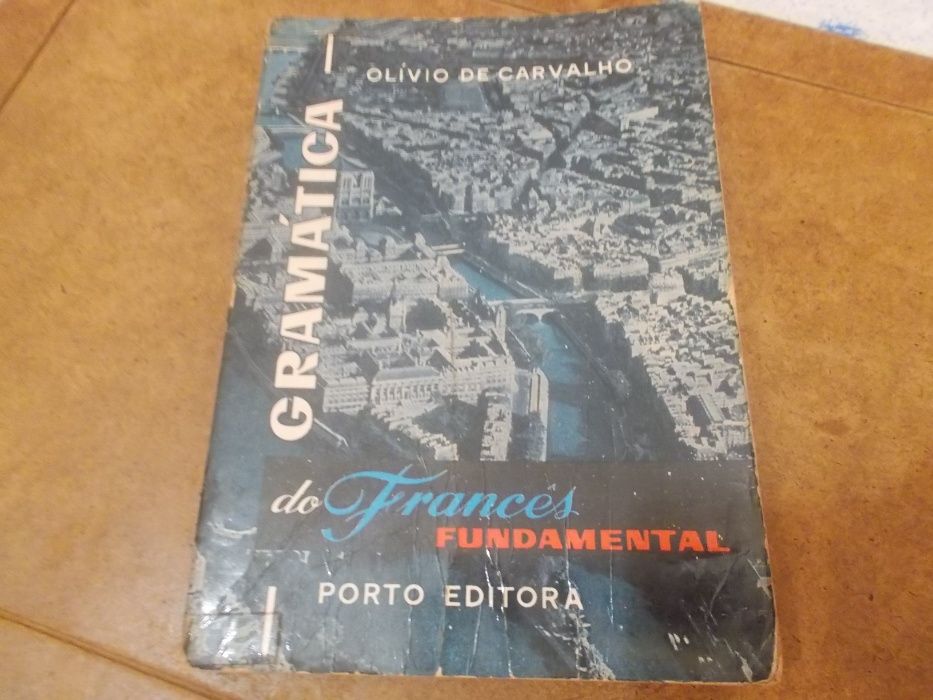 OLÍVIO DE CARVALHO
GRAMÁTICA
do Francês
FUNDAMENTAL
PORTO EDITORA